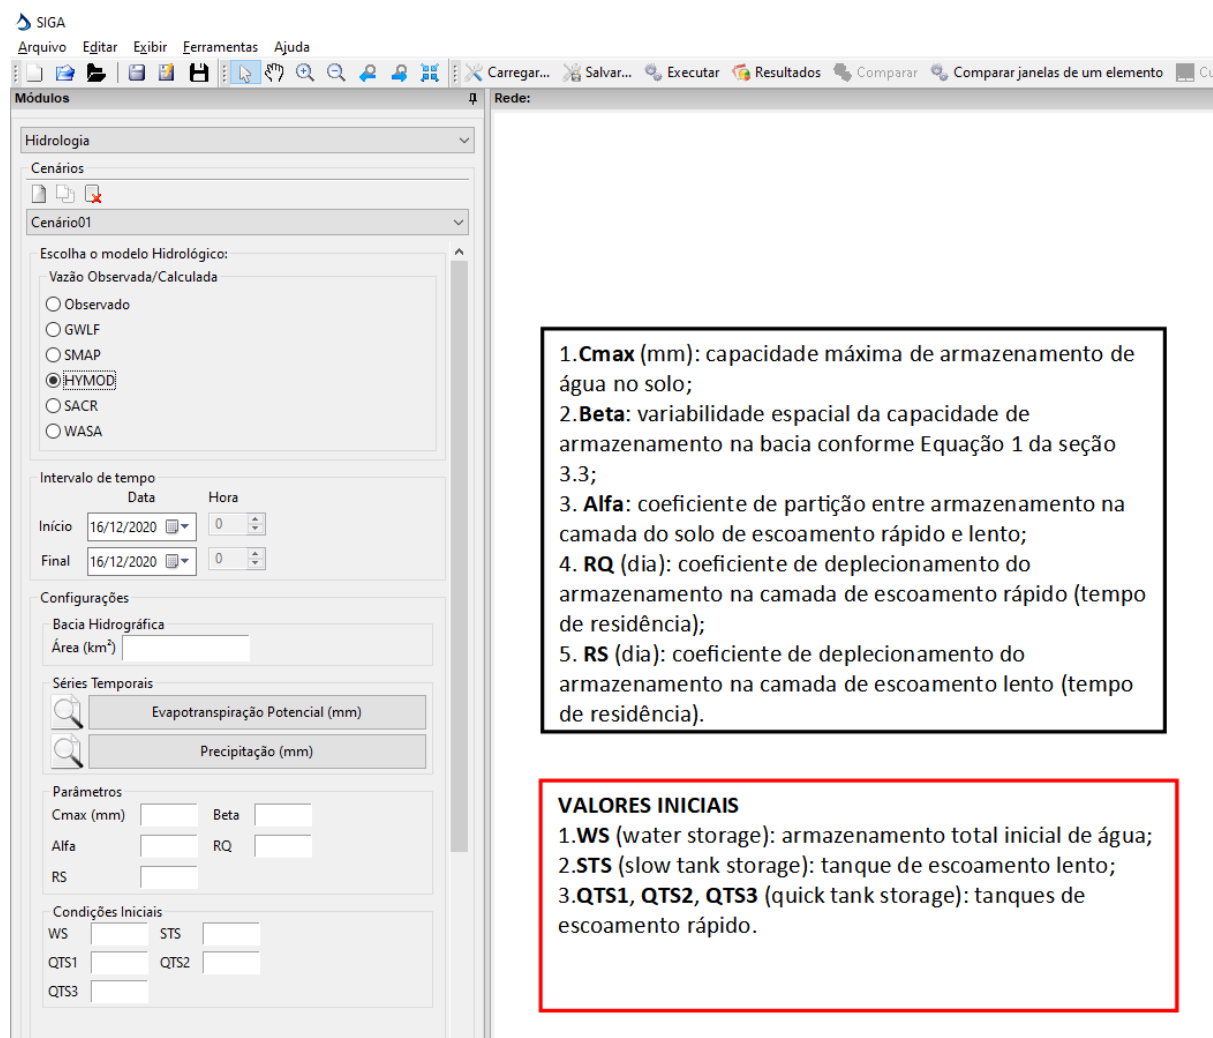 SIGA
Arquivo Editar Exibir Ferramentas Ajuda
Carregar... Salvar... Executar Resultados Comparar Comparar janelas de um elemento
Módulos
Rede:
Hidrologia
Cenários
Cenário01
Escolha o modelo Hidrológico:
Vazão Observada/Calculada
Observado
GWLF
SMAP
HYMOD
SACR
WASA
Intervalo de tempo
Data Hora
Início 16/12/2020 0
Final 16/12/2020 0
Configurações
Bacia Hidrográfica
Área (km²)
Séries Temporais
Evapotranspiração Potencial (mm)
Precipitação (mm)
Parâmetros
Cmax (mm) Beta
Alfa RQ
RS
Condições Iniciais
WS STS
QTS1 QTS2
QTS3
1.Cmax (mm): capacidade máxima de armazenamento de
água no solo;
2.Beta: variabilidade espacial da capacidade de
armazenamento na bacia conforme Equação 1 da seção
3.3;
3. Alfa: coeficiente de partição entre armazenamento na
camada do solo de escoamento rápido e lento;
4. RQ (dia): coeficiente de deplecionamento do
armazenamento na camada de escoamento rápido (tempo
de residência);
5. RS (dia): coeficiente de deplecionamento do
armazenamento na camada de escoamento lento (tempo
de residência).
VALORES INICIAIS
1.WS (water storage): armazenamento total inicial de água;
2.STS (slow tank storage): tanque de escoamento lento;
3.QTS1, QTS2, QTS3 (quick tank storage): tanques de
escoamento rápido.